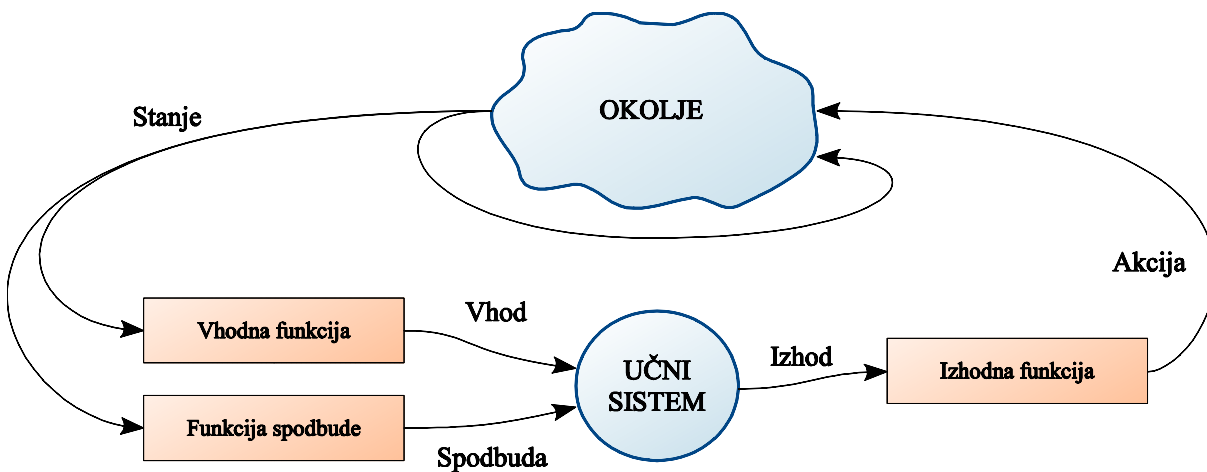 OKOLJE
Stanje
Akcija
Vhodna funkcija
Vhod
UČNI
SISTEM
Izhod
Izhodna funkcija
Funkcija spodbude
Spodbuda